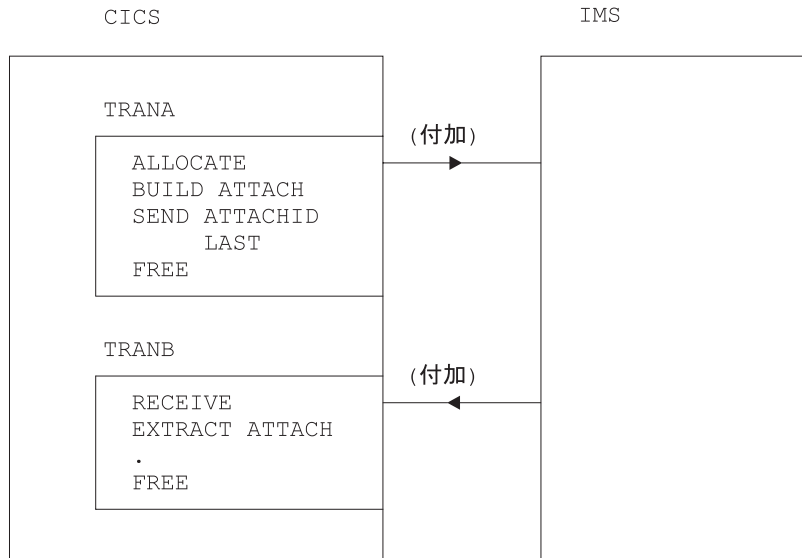 CICS
IMS
TRANA
(付加)
ALLOCATE
BUILD ATTACH
SEND ATTACHID
LAST
FREE
TRANB
(付加)
RECEIVE
EXTRACT ATTACH
.
FREE